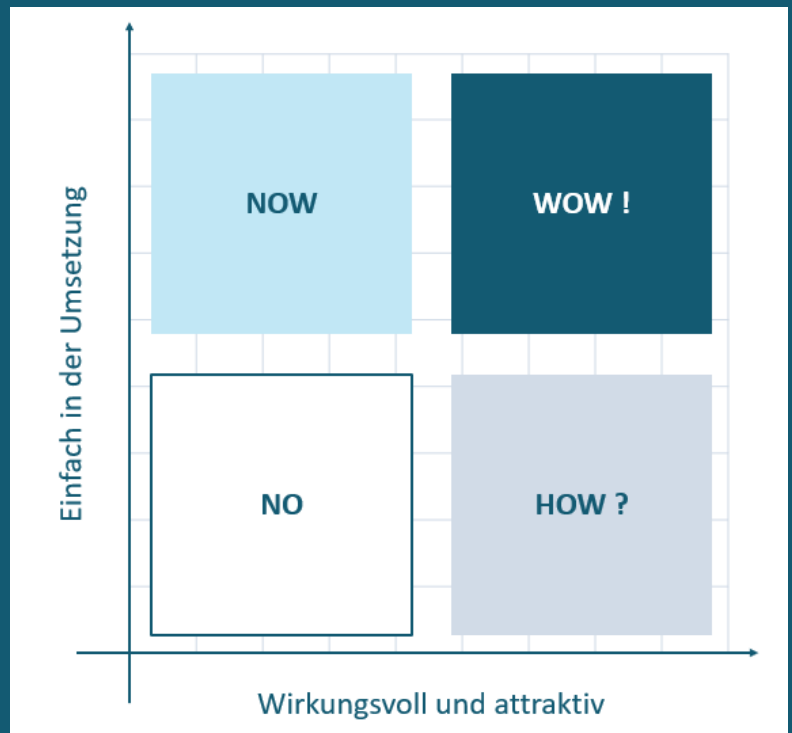 Einfach in der Umsetzung
NOW
WOW !
NO
HOW ?
Wirkungsvoll und attraktiv